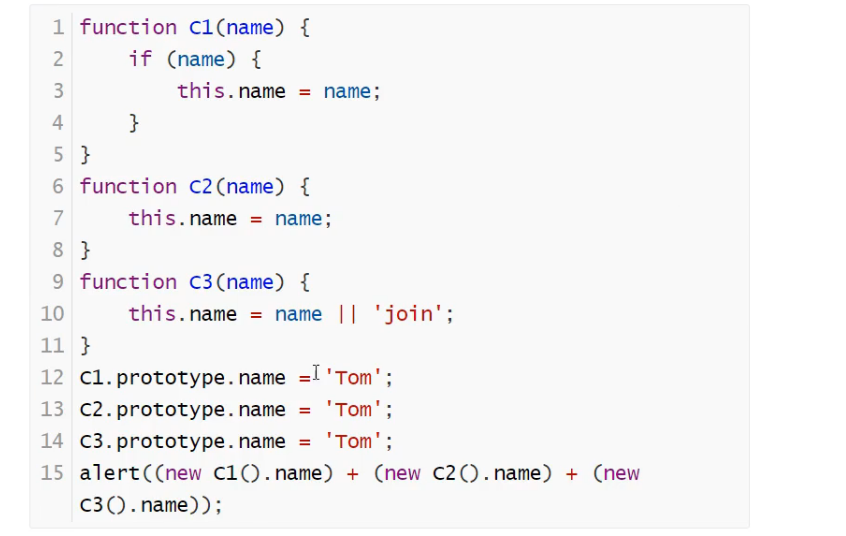 1 function C1(name) {
2 if (name) {
3 this.name = name;
4 }
5 }
6 function C2(name) {
7 this.name = name;
8 }
9 function C3(name) {
10 this.name = name || 'join';
11 }
12 C1.prototype.name = 'Tom';
13 C2.prototype.name = 'Tom';
14 C3.prototype.name = 'Tom';
15 alert((new C1().name) + (new C2().name) + (new
C3().name));